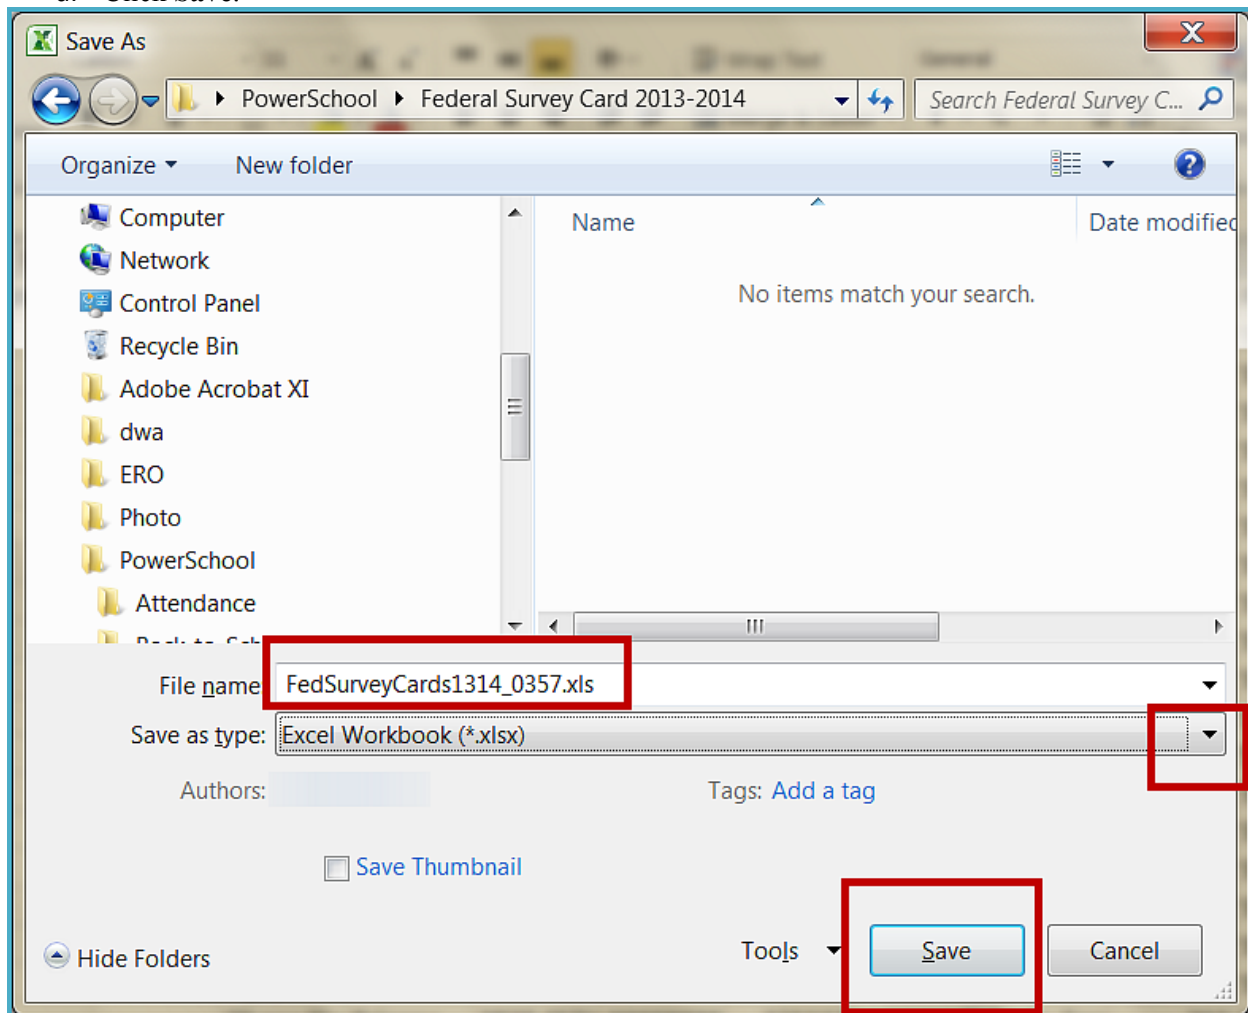 Save As
PowerSchool Federal Survey Card 2013-2014 Search Federal Survey C...
Organize New folder
Computer
Network
Control Panel
Recycle Bin
Adobe Acrobat XI
dwa
ERO
Photo
PowerSchool
Attendance
Name Date modified
No items match your search.
File name: FedSurveyCards1314_0357.xls
Save as type: Excel Workbook (*.xlsx)
Authors: Tags: Add a tag
Save Thumbnail
Hide Folders Tools Save Cancel